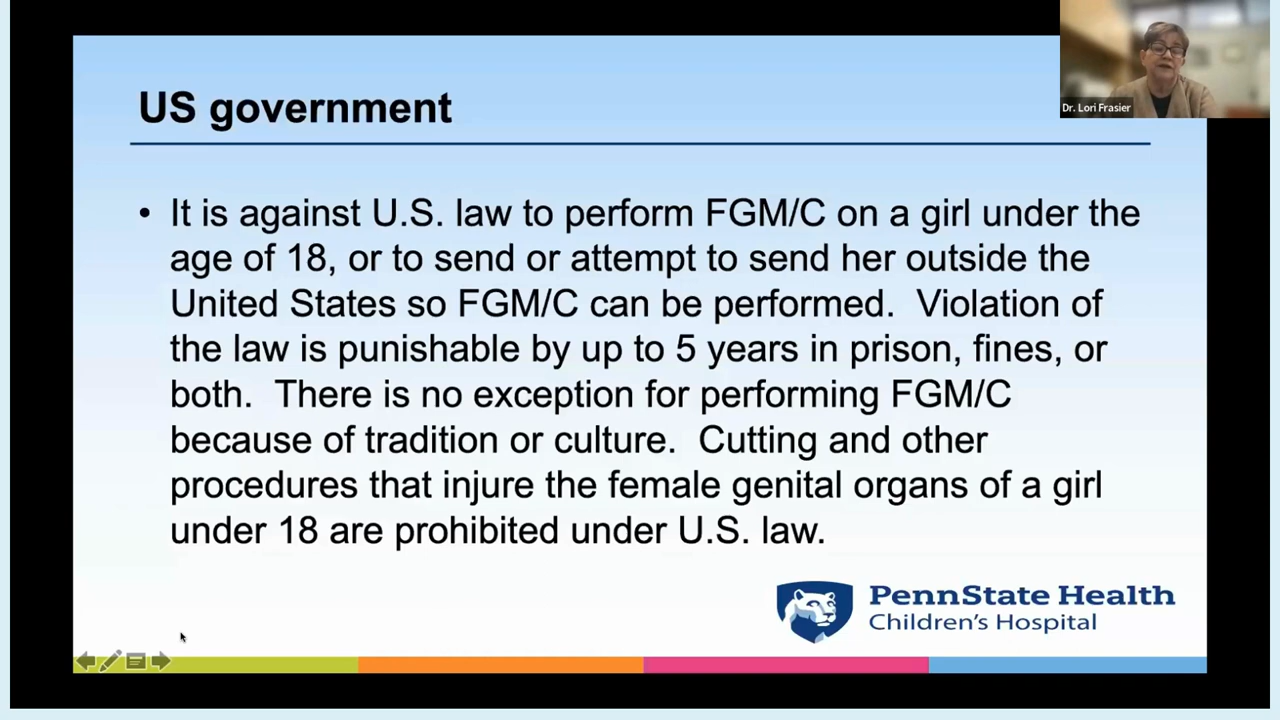 Dr. Lori Frasier
US government
• It is against U.S. law to perform FGM/C on a girl under the
age of 18, or to send or attempt to send her outside the
United States so FGM/C can be performed.  Violation of
the law is punishable by up to 5 years in prison, fines, or
both.  There is no exception for performing FGM/C
because of tradition or culture.  Cutting and other
procedures that injure the female genital organs of a girl
under 18 are prohibited under U.S. law.
PennState Health
Children's Hospital